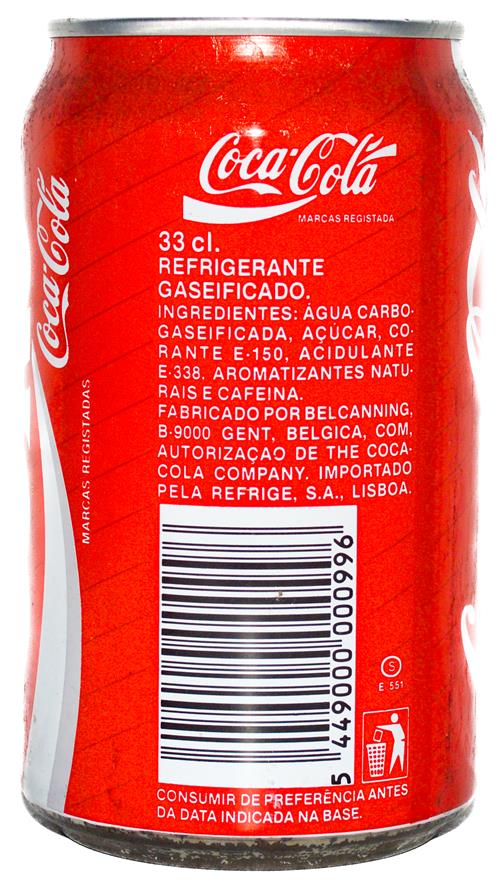 Coca-Cola
MARCAS REGISTADA
33 cl.
REFRIGERANTE
GASEIFICADO.
INGREDIENTES: ÁGUA CARBO-
GASEIFICADA, AÇÚCAR, CO-
RANTE E-150, ACIDULANTE
E-338, AROMATIZANTES NATU-
RAIS E CAFEINA.
FABRICADO POR BELCANNING,
B-9000 GENT, BELGICA, COM,
AUTORIZAÇAO DE THE COCA-
COLA COMPANY. IMPORTADO
PELA REFRIGE, S.A., LISBOA.
5 449000 000996
S
E 551
CONSUMIR DE PREFERÊNCIA ANTES
DA DATA INDICADA NA BASE.
Coca-Cola
MARCAS REGISTADAS